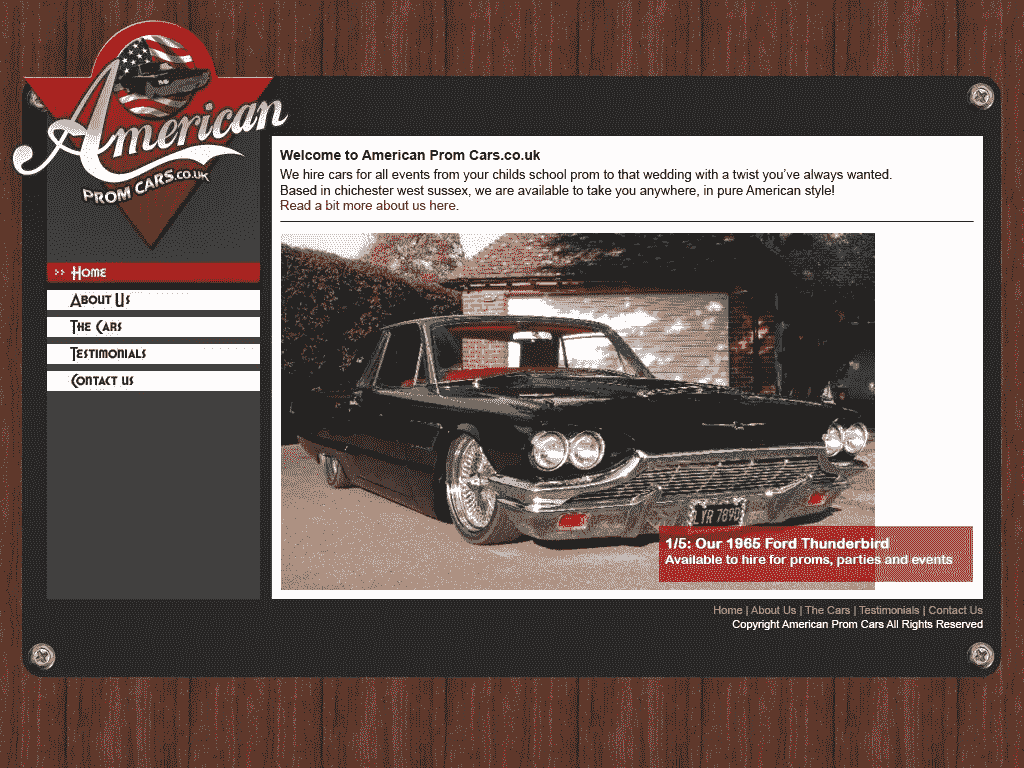 American
PROM CARS.CO.UK
Welcome to American Prom Cars.co.uk
We hire cars for all events from your childs school prom to that wedding with a twist you've always wanted.
Based in chichester west sussex, we are available to take you anywhere, in pure American style!
Read a bit more about us here.
>> Home
About Us
The Cars
Testimonials
Contact us
LYR 789D
1/5: Our 1965 Ford Thunderbird
Available to hire for proms, parties and events
Home | About Us | The Cars | Testimonials | Contact Us
Copyright American Prom Cars All Rights Reserved